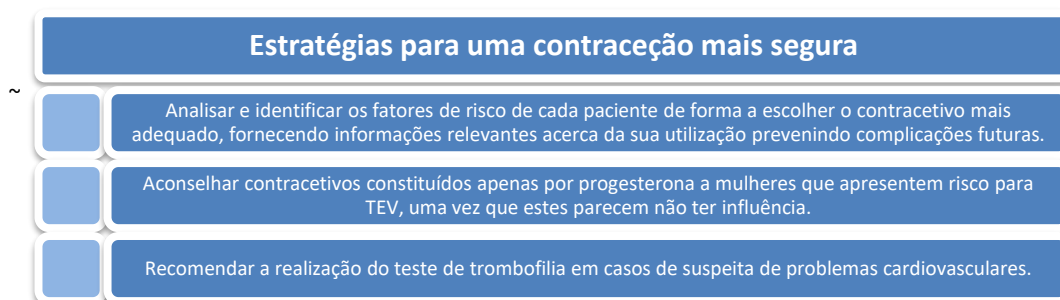 Estratégias para uma contraceção mais segura
~
Analisar e identificar os fatores de risco de cada paciente de forma a escolher o contracetivo mais
adequado, fornecendo informações relevantes acerca da sua utilização prevenindo complicações futuras.
Aconselhar contracetivos constituídos apenas por progesterona a mulheres que apresentem risco para
TEV, uma vez que estes parecem não ter influência.
Recomendar a realização do teste de trombofilia em casos de suspeita de problemas cardiovasculares.